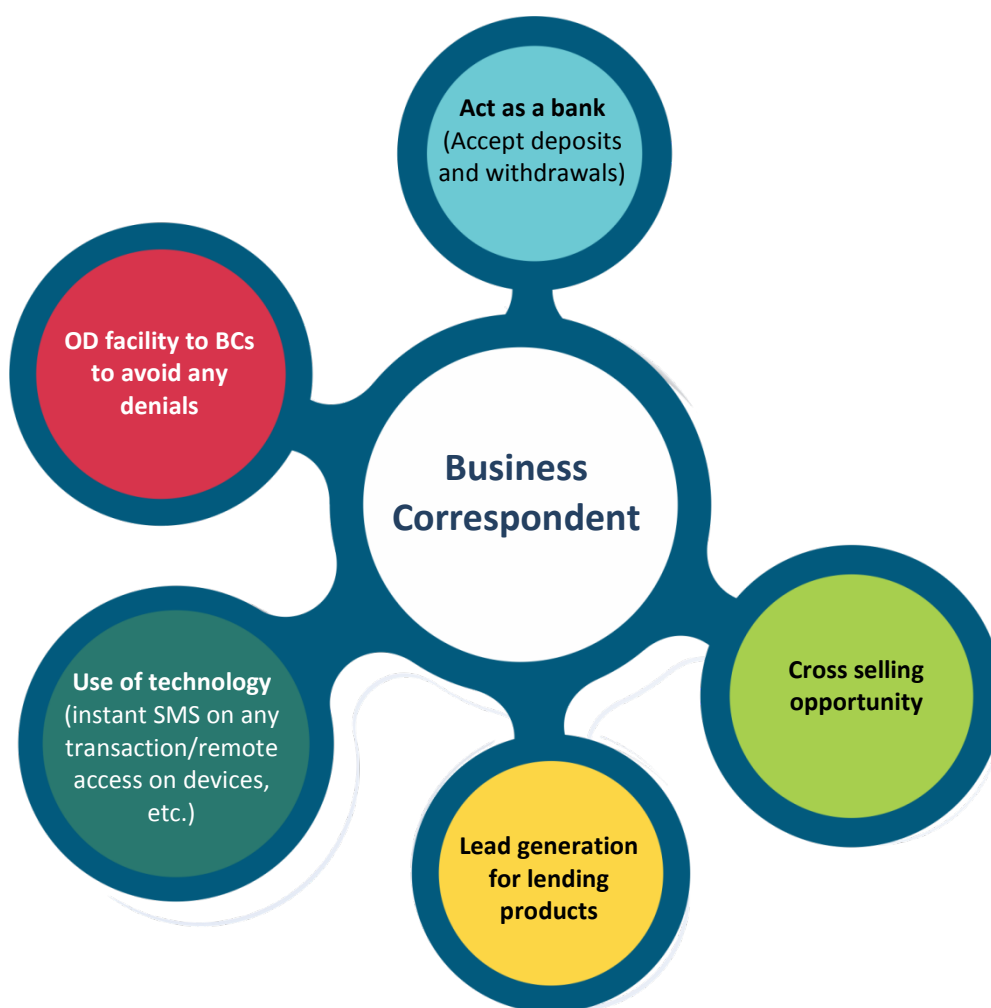 Act as a bank
(Accept deposits
and withdrawals)
OD facility to BCs
to avoid any
denials
Business
Correspondent
Use of technology
(instant SMS on any
transaction/remote
access on devices,
etc.)
Cross selling
opportunity
Lead generation
for lending
products